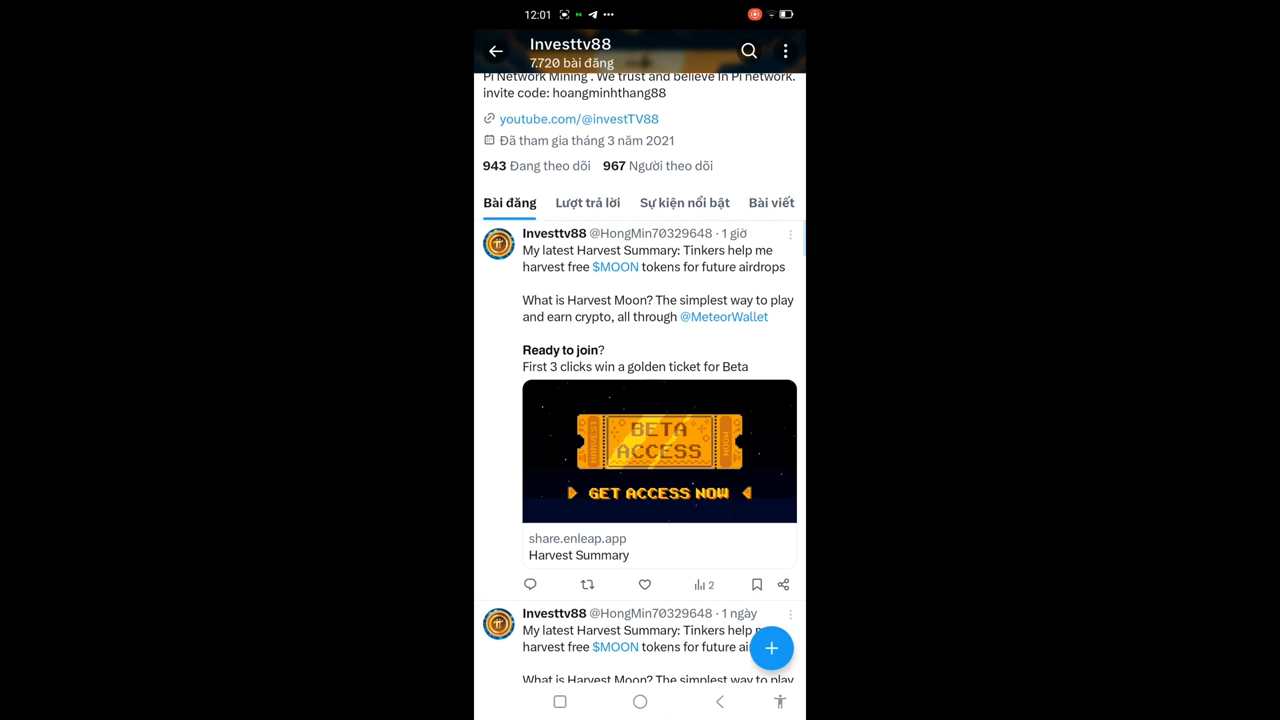 12:01
Investtv88
7.720 bài đăng
Pi Network Mining . We trust and believe in Pi network.
invite code: hoangminhthang88
youtube.com/@investTV88
Đã tham gia tháng 3 năm 2021
943 Đang theo dõi 967 Người theo dõi
Bài đăng Lượt trả lời Sự kiện nổi bật Bài viết
Investtv88 @HongMin70329648 · 1 giờ
My latest Harvest Summary: Tinkers help me
harvest free $MOON tokens for future airdrops
What is Harvest Moon? The simplest way to play
and earn crypto, all through @MeteorWallet
Ready to join?
First 3 clicks win a golden ticket for Beta
HARVEST
BETA
ACCESS
MOON
GET ACCESS NOW
share.enleap.app
Harvest Summary
2
Investtv88 @HongMin70329648 · 1 ngày
My latest Harvest Summary: Tinkers help
harvest free $MOON tokens for future
What is Harvest Moon? The simplest way to play